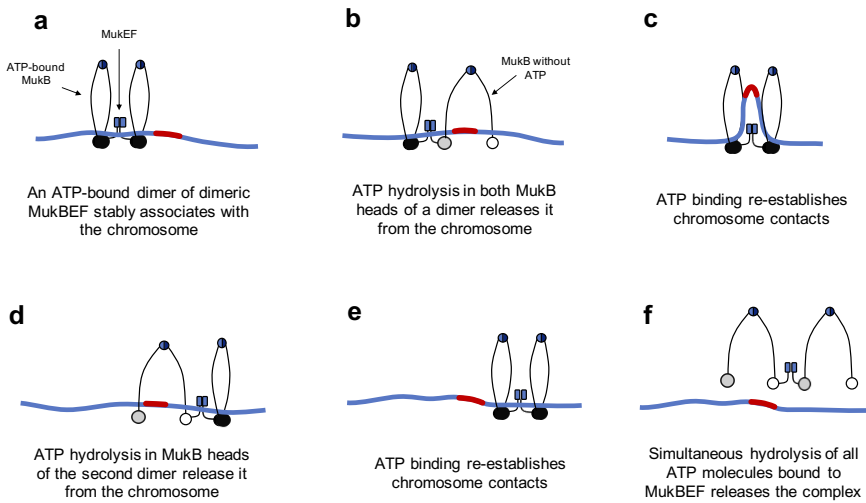 a
MukEF
ATP-bound
MukB
An ATP-bound dimer of dimeric
MukBEF stably associates with
the chromosome
b
MukB without
ATP
ATP hydrolysis in both MukB
heads of a dimer releases it
from the chromosome
c
ATP binding re-establishes
chromosome contacts
d
ATP hydrolysis in MukB heads
of the second dimer release it
from the chromosome
e
ATP binding re-establishes
chromosome contacts
f
Simultaneous hydrolysis of all
ATP molecules bound to
MukBEF releases the complex